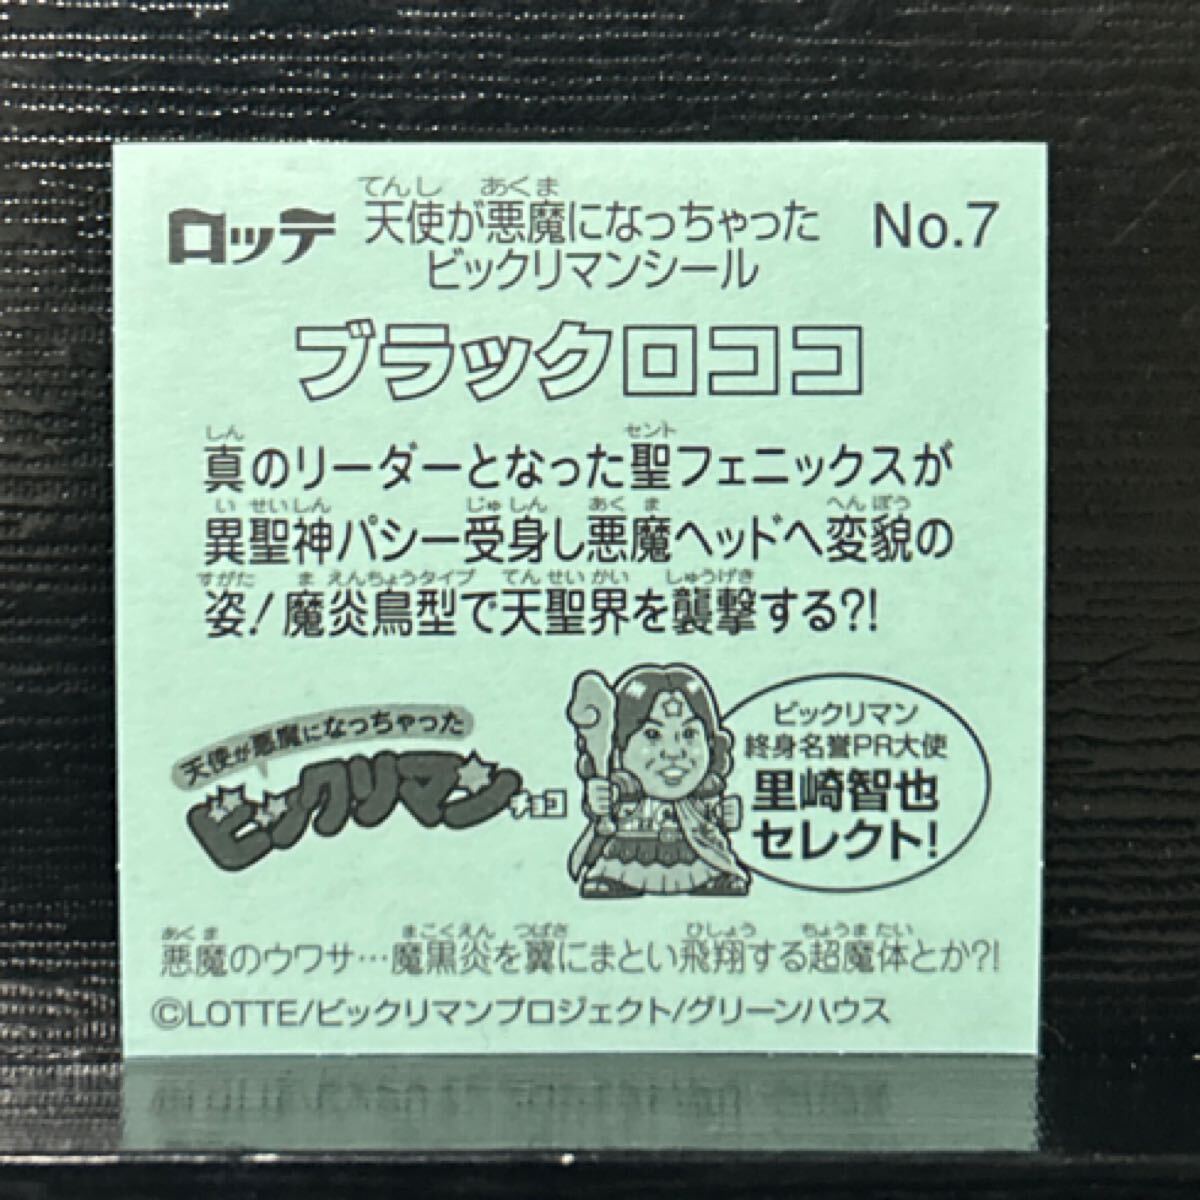 てんし あくま
ロッテ 天使が悪魔になっちゃった No.7
ビックリマンシール
ブラックロココ
しん セント
真のリーダーとなった聖フェニックスが
い せいしん じゅしん あくま へんぼう
異聖神パシー受身し悪魔ヘッドへ変貌の
すがた ま えんちょうタイプ てんせいかい しゅうげき
姿!魔炎鳥型で天聖界を襲撃する?!
天使が悪魔になっちゃった
ビックリマン
チョコ
ビックリマン
終身名誉PR大使
里崎智也
セレクト!
あくま まこくえん つばさ ひしょう ちょうまたい
悪魔のウワサ…魔黒炎を翼にまとい飛翔する超魔体とか?!
©LOTTE/ビックリマンプロジェクト/グリーンハウス